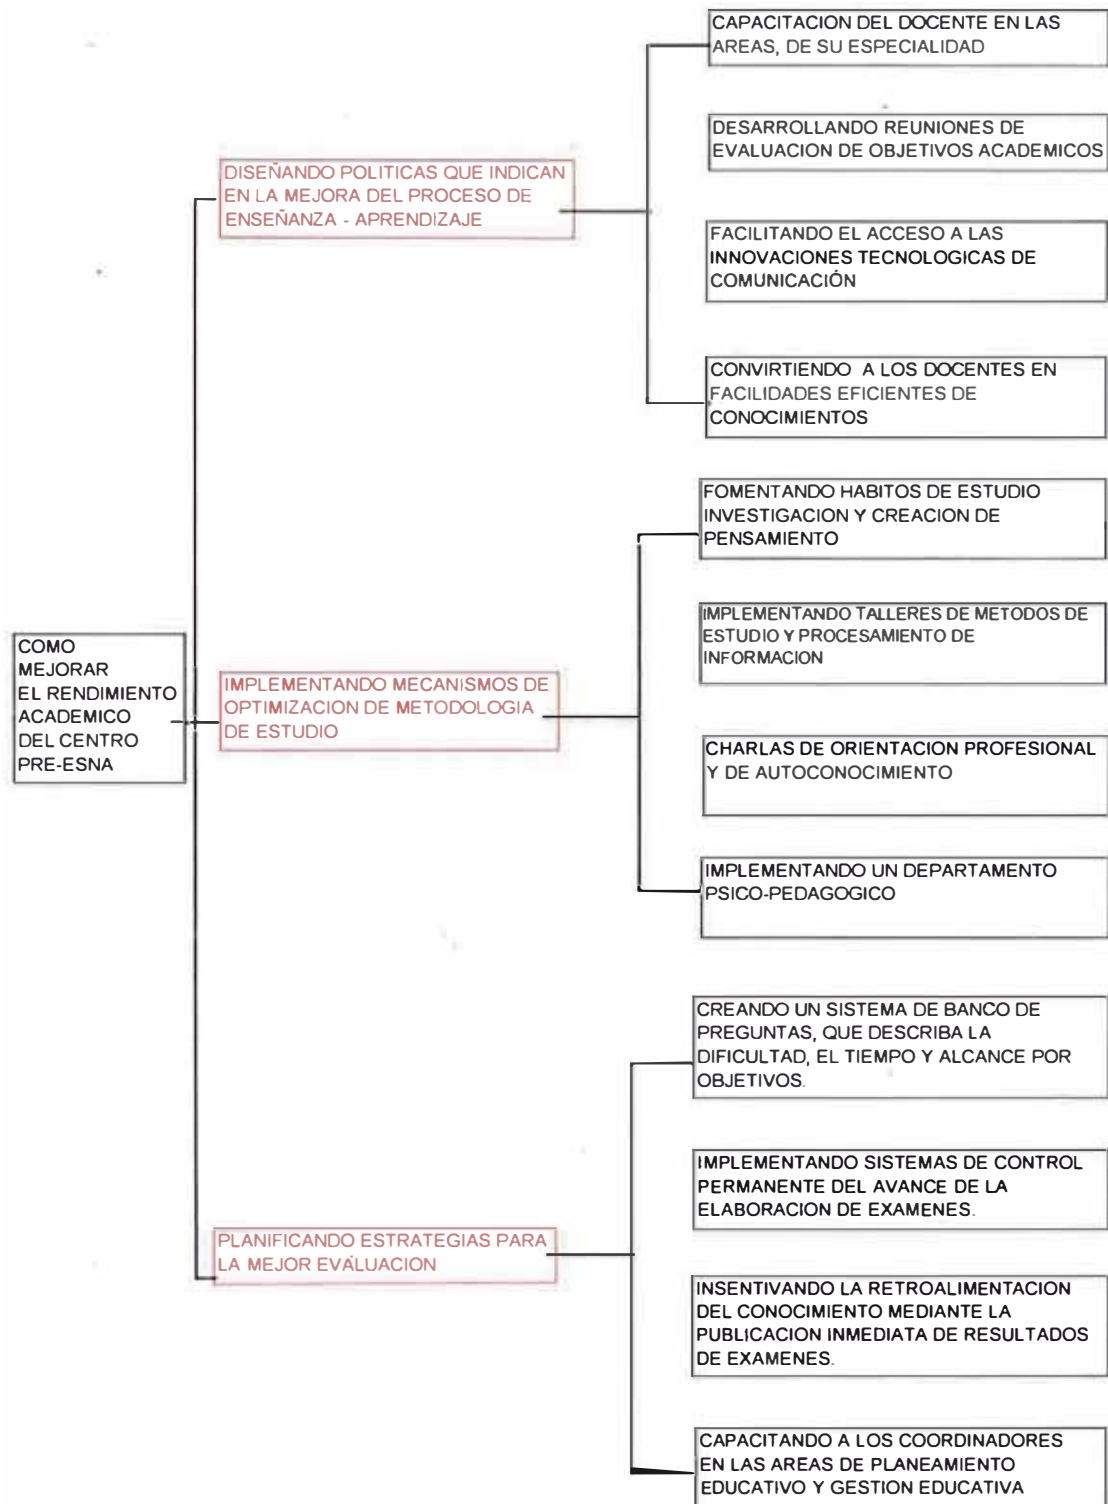 CAPACITACION DEL DOCENTE EN LAS
AREAS, DE SU ESPECIALIDAD
DESARROLLANDO REUNIONES DE
EVALUACION DE OBJETIVOS ACADEMICOS
DISEÑANDO POLITICAS QUE INDICAN
EN LA MEJORA DEL PROCESO DE
ENSEÑANZA - APRENDIZAJE
FACILITANDO EL ACCESO A LAS
INNOVACIONES TECNOLOGICAS DE
COMUNICACIÓN
CONVIRTIENDO A LOS DOCENTES EN
FACILIDADES EFICIENTES DE
CONOCIMIENTOS
FOMENTANDO HABITOS DE ESTUDIO
INVESTIGACION Y CREACION DE
PENSAMIENTO
IMPLEMENTANDO TALLERES DE METODOS DE
ESTUDIO Y PROCESAMIENTO DE
INFORMACION
COMO
MEJORAR
EL RENDIMIENTO
ACADEMICO
DEL CENTRO
PRE-ESNA
IMPLEMENTANDO MECANISMOS DE
OPTIMIZACION DE METODOLOGIA
DE ESTUDIO
CHARLAS DE ORIENTACION PROFESIONAL
Y DE AUTOCONOCIMIENTO
IMPLEMENTANDO UN DEPARTAMENTO
PSICO-PEDAGOGICO
CREANDO UN SISTEMA DE BANCO DE
PREGUNTAS, QUE DESCRIBA LA
DIFICULTAD, EL TIEMPO Y ALCANCE POR
OBJETIVOS.
IMPLEMENTANDO SISTEMAS DE CONTROL
PERMANENTE DEL AVANCE DE LA
ELABORACION DE EXAMENES.
PLANIFICANDO ESTRATEGIAS PARA
LA MEJOR EVALUACION
INSENTIVANDO LA RETROALIMENTACION
DEL CONOCIMIENTO MEDIANTE LA
PUBLICACION INMEDIATA DE RESULTADOS
DE EXAMENES.
CAPACITANDO A LOS COORDINADORES
EN LAS AREAS DE PLANEAMIENTO
EDUCATIVO Y GESTION EDUCATIVA